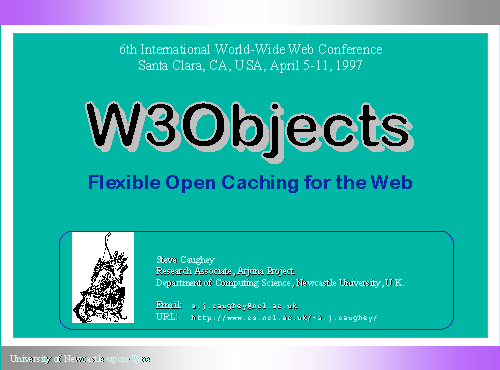 6th International World-Wide Web Conference
Santa Clara, CA, USA, April 5-11, 1997
W3Objects
Flexible Open Caching for the Web
Steve Caughey
Research Associate, Arjuna Project
Department of Computing Science, Newcastle University, U.K.
Email: s.j.caughey@ncl.ac.uk
URL: http://www.cs.ncl.ac.uk/~s.j.caughey/
University of Newcastle upon Tyne